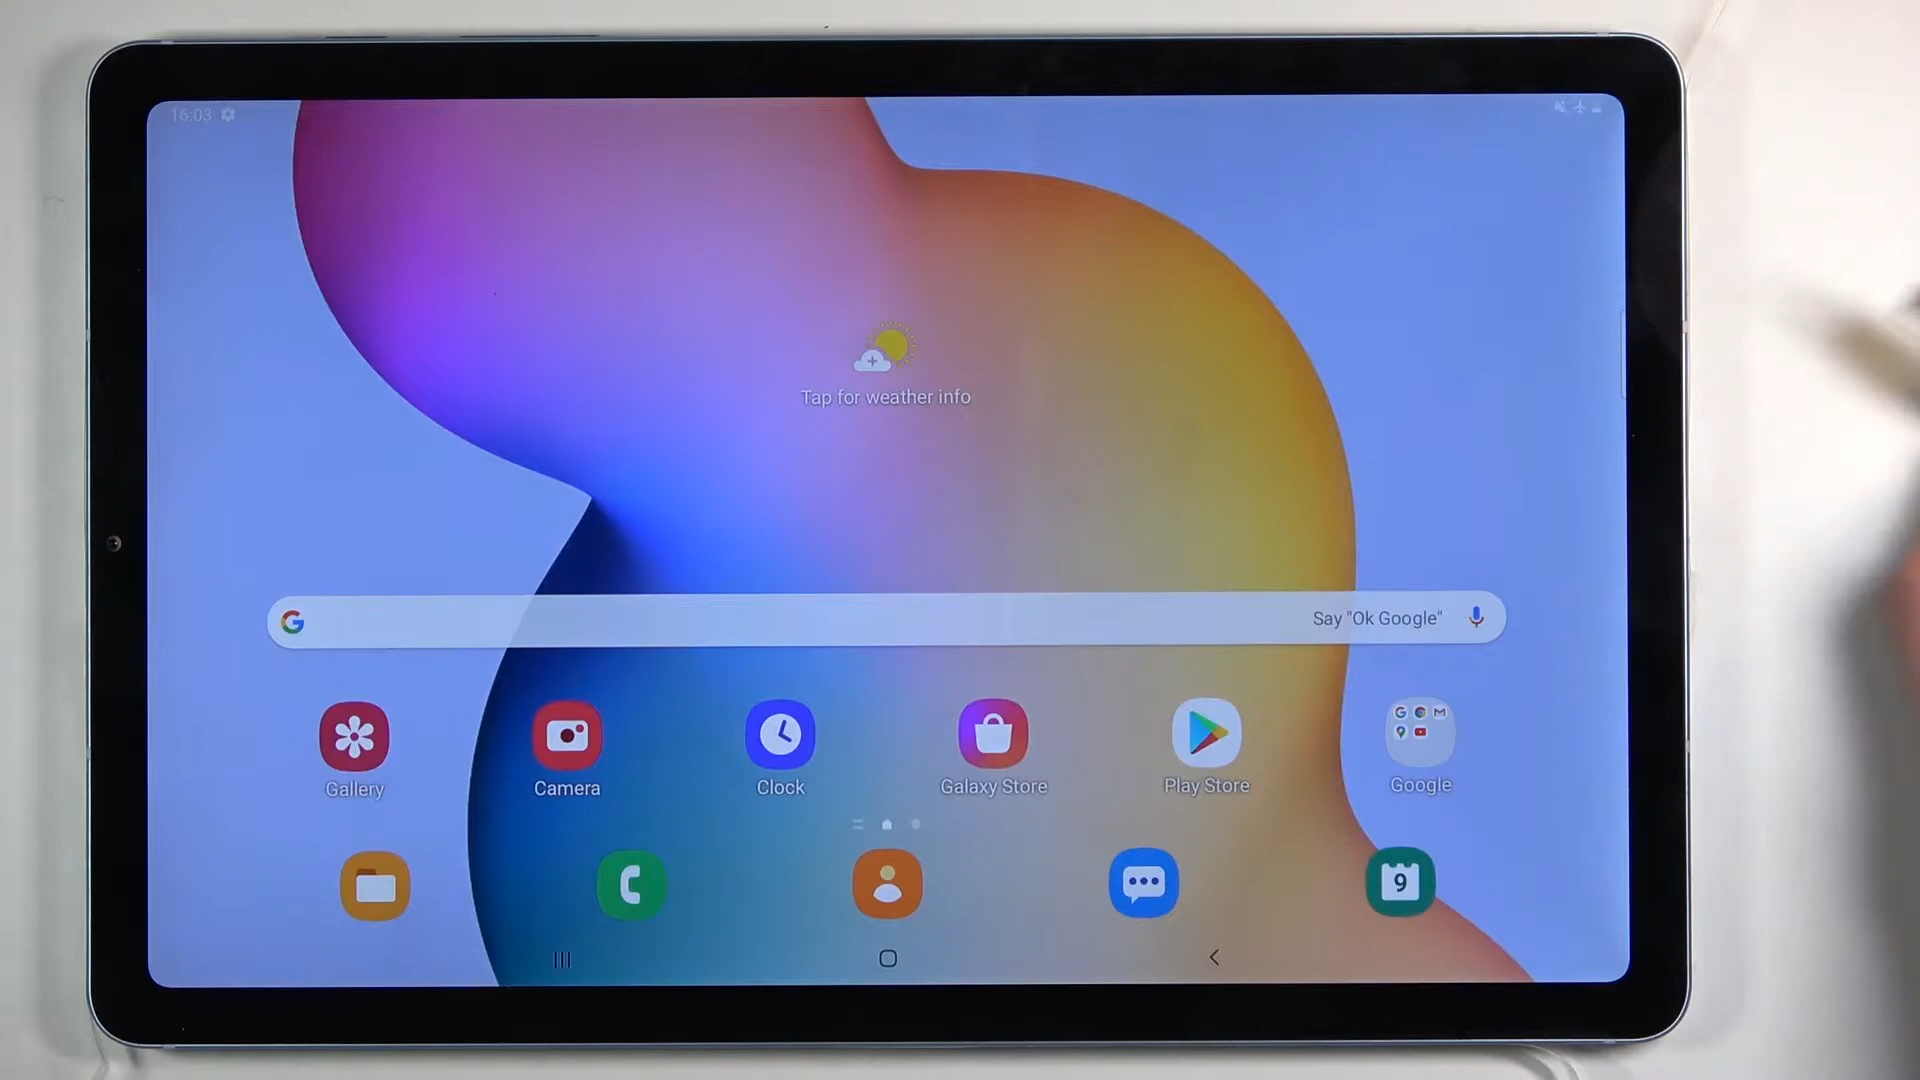 16:03
Tap for weather info
G
Say "Ok Google"
Gallery
Camera
Clock
Galaxy Store
Play Store
Google
9